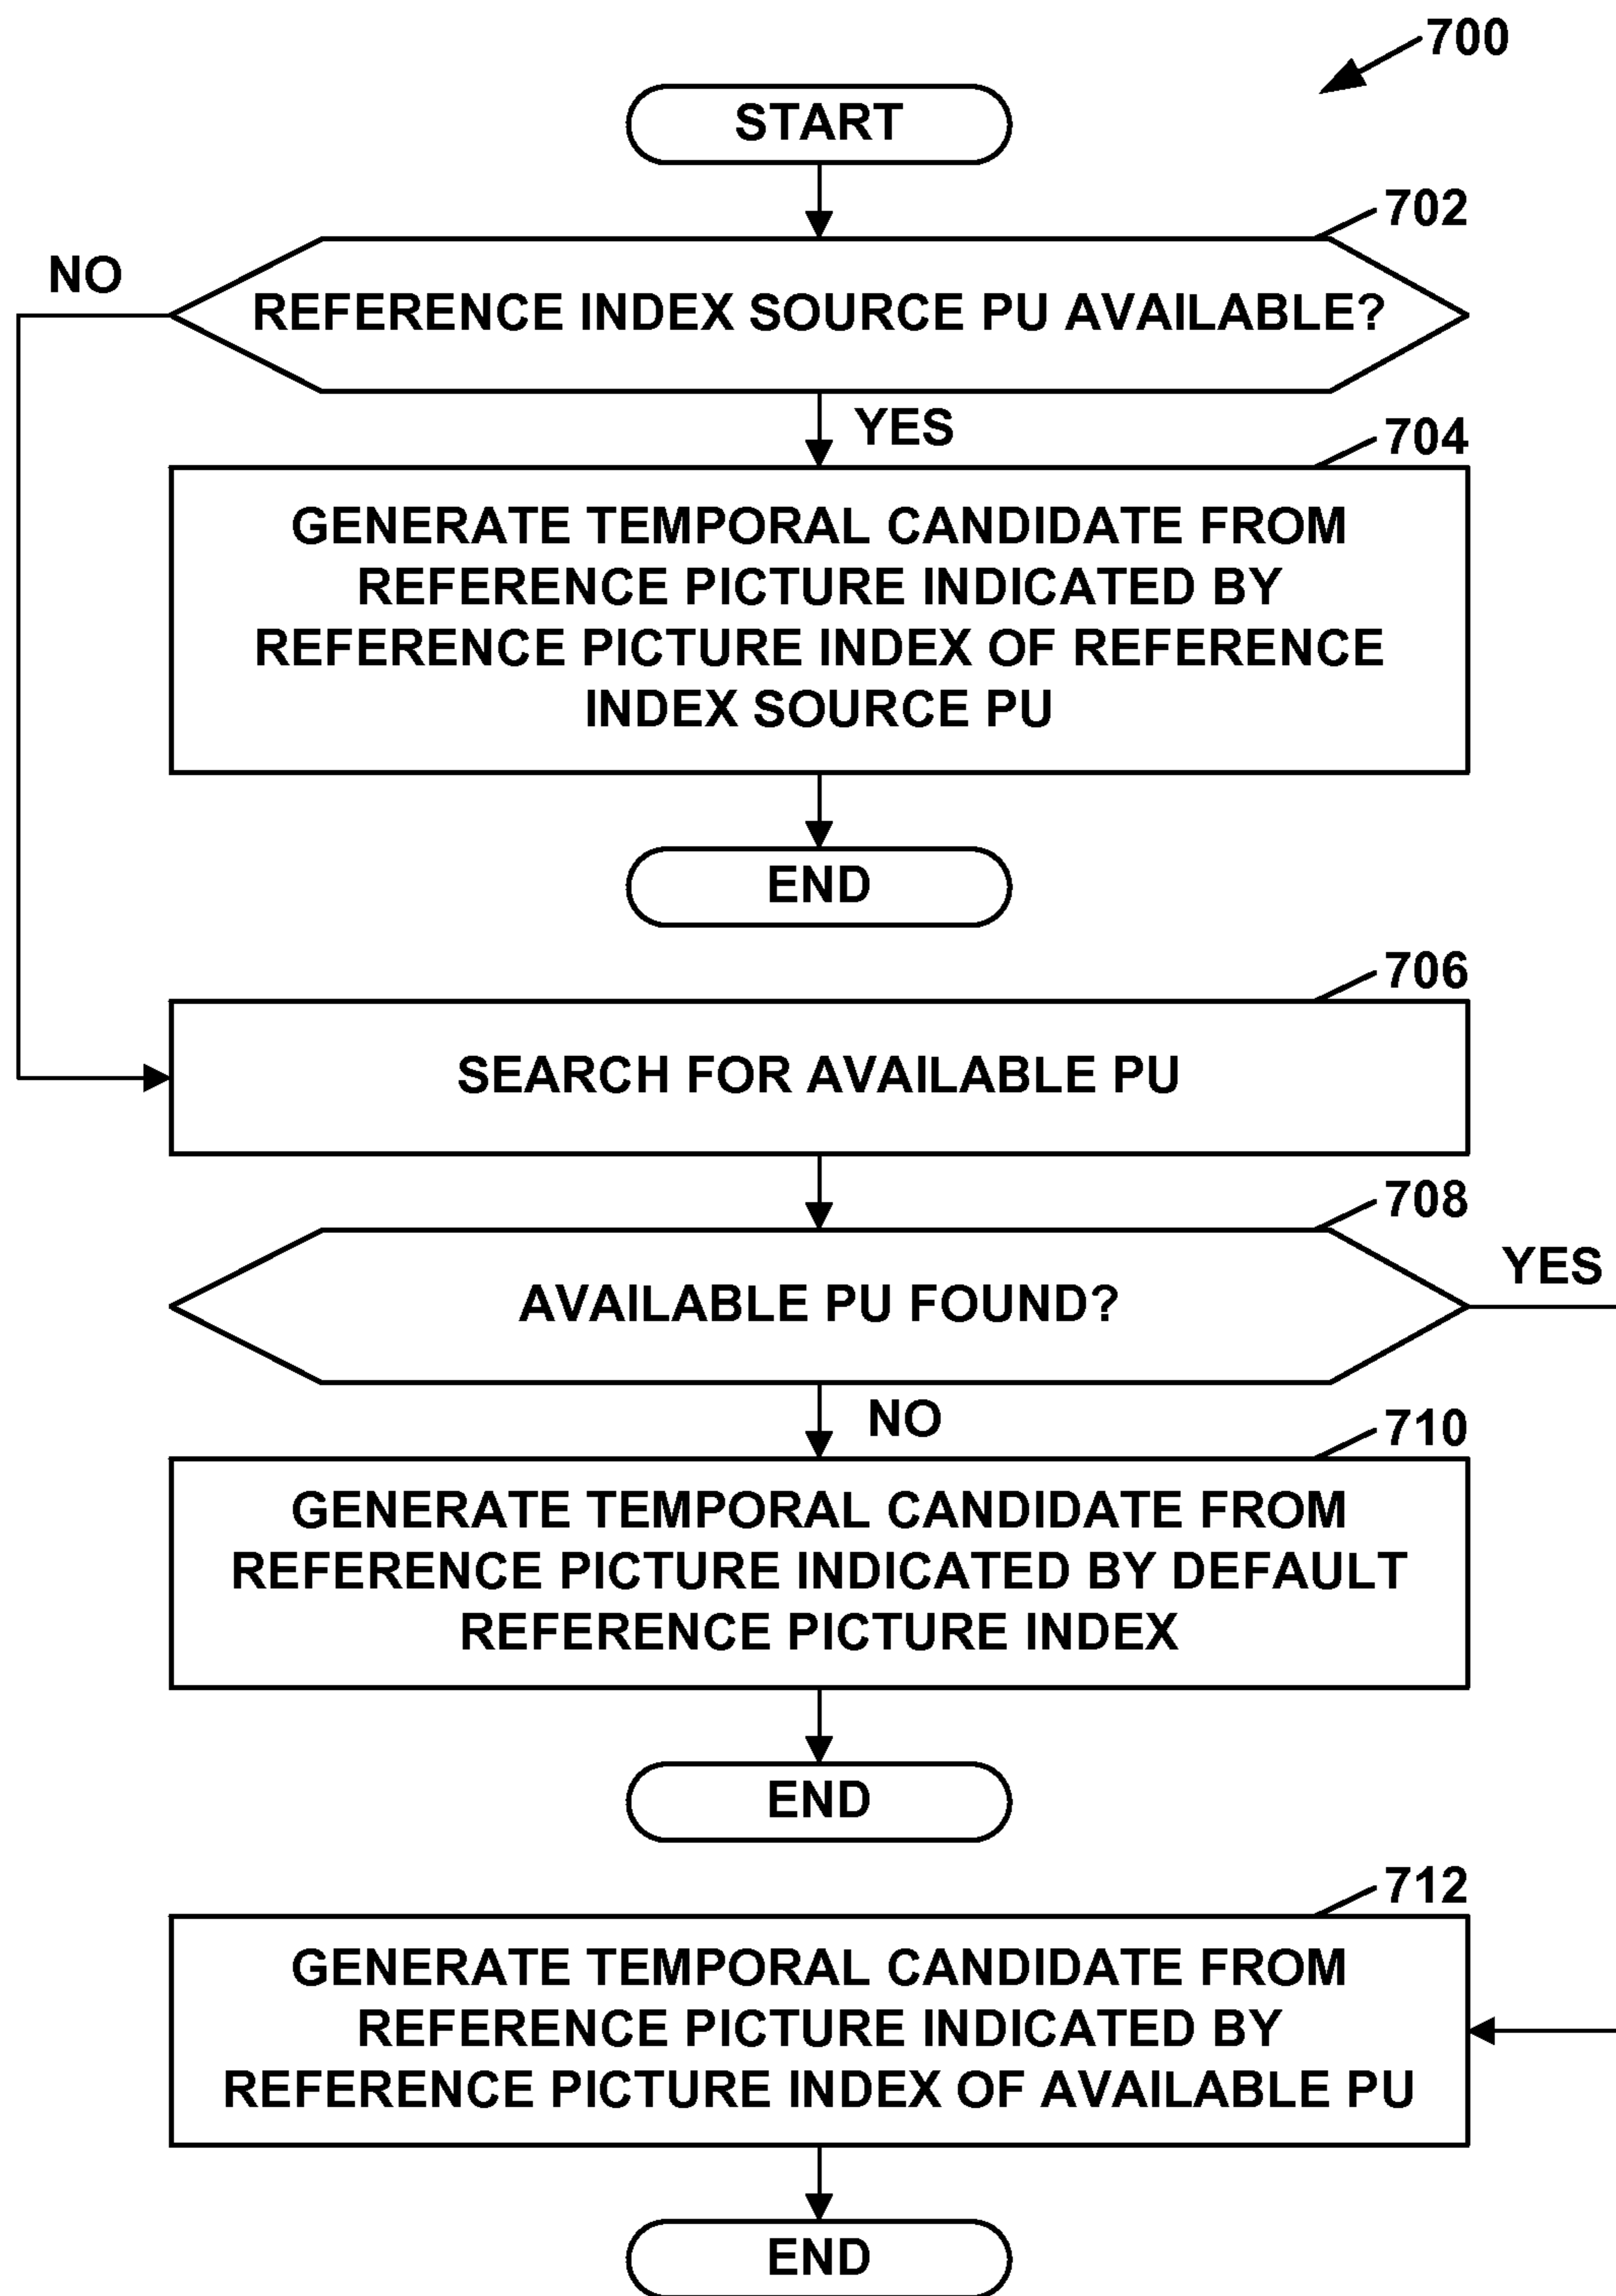 700
START
702
NO
REFERENCE INDEX SOURCE PU AVAILABLE?
YES
704
GENERATE TEMPORAL CANDIDATE FROM
REFERENCE PICTURE INDICATED BY
REFERENCE PICTURE INDEX OF REFERENCE
INDEX SOURCE PU
END
706
SEARCH FOR AVAILABLE PU
708
YES
AVAILABLE PU FOUND?
NO
710
GENERATE TEMPORAL CANDIDATE FROM
REFERENCE PICTURE INDICATED BY DEFAULT
REFERENCE PICTURE INDEX
END
712
GENERATE TEMPORAL CANDIDATE FROM
REFERENCE PICTURE INDICATED BY
REFERENCE PICTURE INDEX OF AVAILABLE PU
END